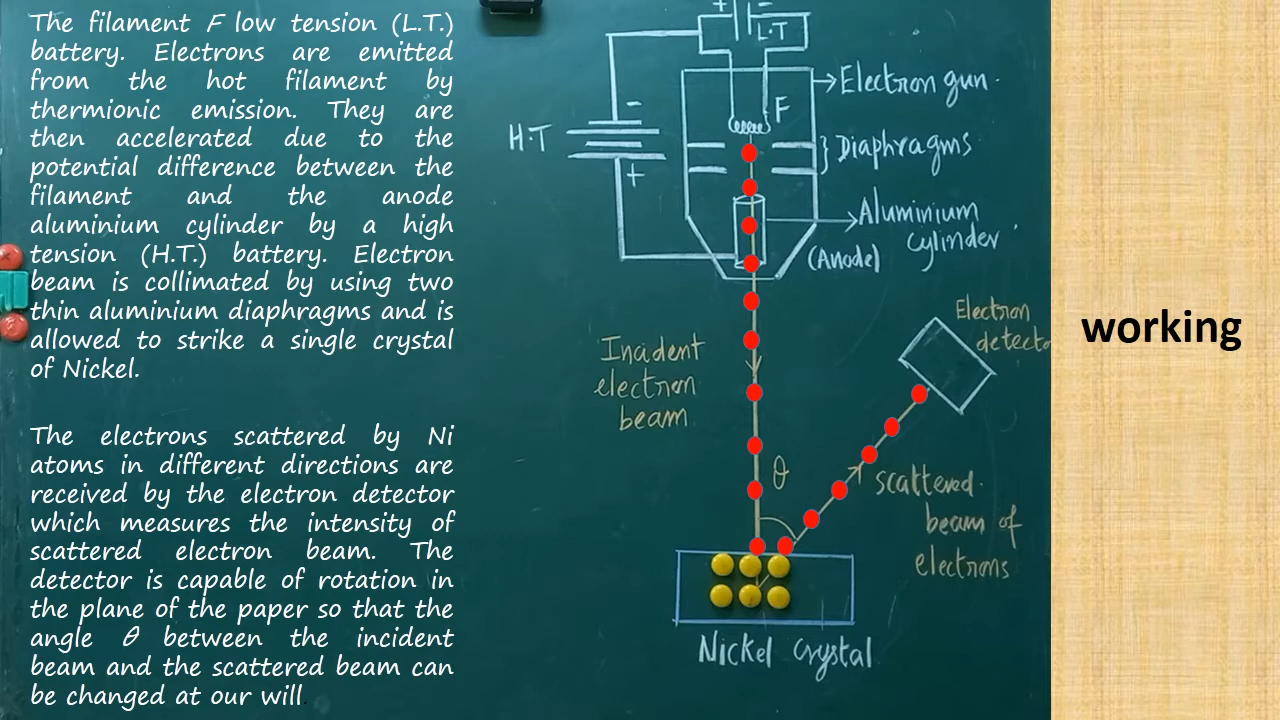 The filament F low tension (L.T.)
battery. Electrons are emitted
from the hot filament by
thermionic emission. They are
then accelerated due to the
potential difference between the
filament and the anode
aluminium cylinder by a high
tension (H.T.) battery. Electron
beam is collimated by using two
thin aluminium diaphragms and is
allowed to strike a single crystal
of Nickel.
The electrons scattered by Ni
atoms in different directions are
received by the electron detector
which measures the intensity of
scattered electron beam. The
detector is capable of rotation in
the plane of the paper so that the
angle θ between the incident
beam and the scattered beam can
be changed at our will
+ -
L.T
Electron gun.
F
-
H.T
+
Diaphragms
Aluminium
cylinder
(Anode)
Electron
detecto
Incident
electron
beam
θ
scattered.
beam of
electrons
Nickel crystal
working